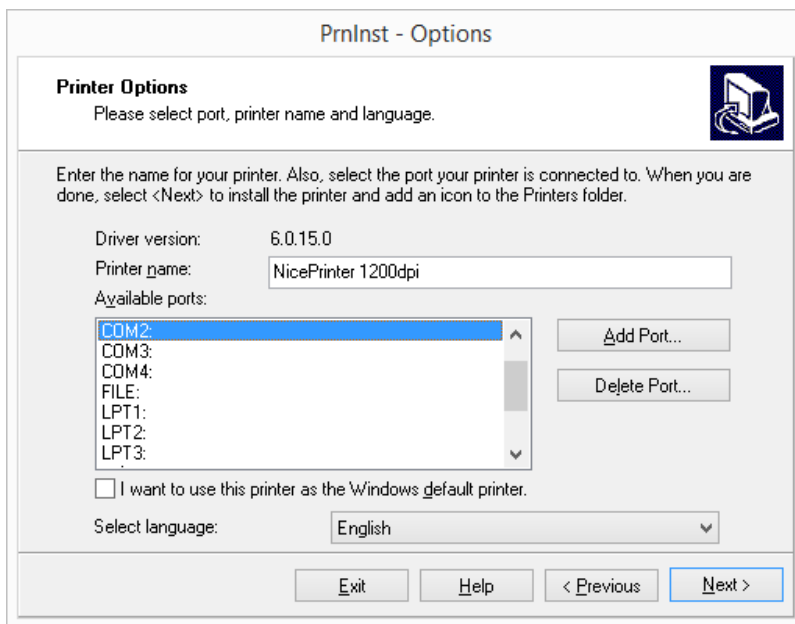 PrnInst - Options
Printer Options
Please select port, printer name and language.
Enter the name for your printer. Also, select the port your printer is connected to. When you are
done, select <Next> to install the printer and add an icon to the Printers folder.
Driver version: 6.0.15.0
Printer name: NicePrinter 1200dpi
Available ports:
COM2:
COM3:
COM4:
FILE:
LPT1:
LPT2:
LPT3:
Add Port...
Delete Port...
I want to use this printer as the Windows default printer.
Select language: English
Exit Help < Previous Next >